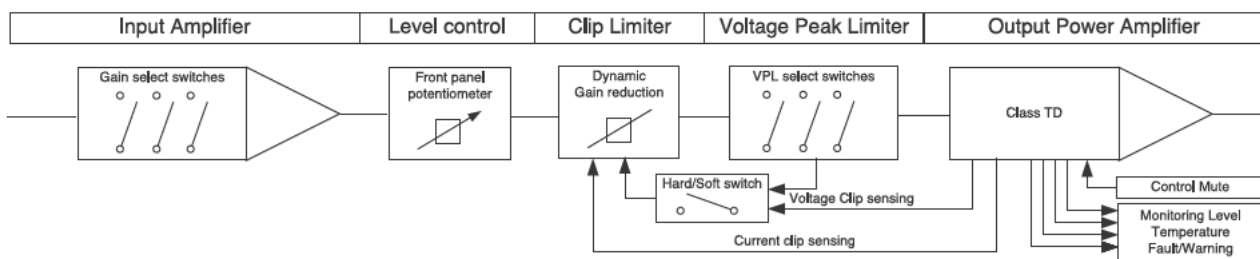 Input Amplifier
Level control
Clip Limiter
Voltage Peak Limiter
Output Power Amplifier
Gain select switches
Front panel
potentiometer
Dynamic
Gain reduction
VPL select switches
Class TD
Hard/Soft switch
Voltage Clip sensing
Control Mute
Current clip sensing
Monitoring Level
Temperature
Fault/Warning